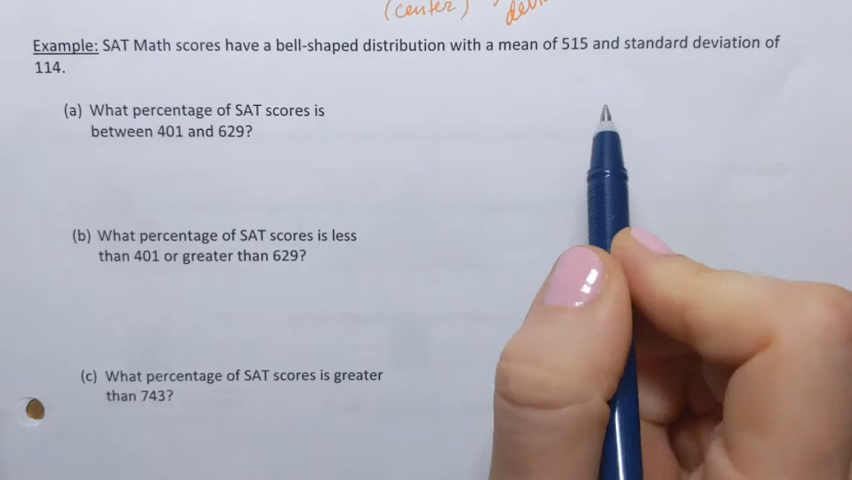 (center)
Example: SAT Math scores have a bell-shaped distribution with a mean of 515 and standard deviation of
114.
(a) What percentage of SAT scores is
between 401 and 629?
(b) What percentage of SAT scores is less
than 401 or greater than 629?
(c) What percentage of SAT scores is greater
than 743?